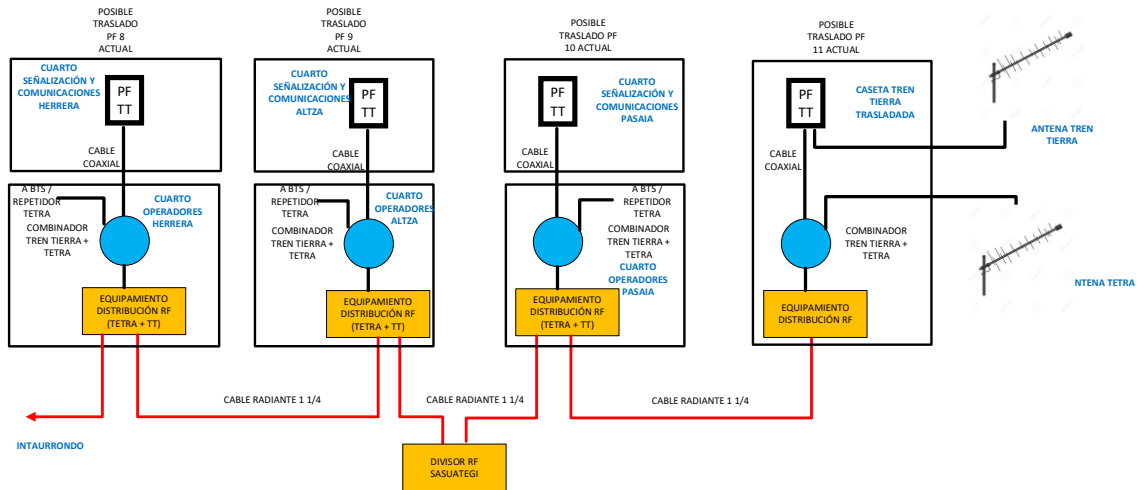 POSIBLE
TRASLADO
PF 8
ACTUAL
CUARTO
SEÑALIZACIÓN Y
COMUNICACIONES
HERRERA
PF
TT
CABLE
COAXIAL
A BTS /
REPETIDOR
TETRA
CUARTO
OPERADORES
HERRERA
COMBINADOR
TREN TIERRA +
TETRA
EQUIPAMIENTO
DISTRIBUCIÓN RF
(TETRA + TT)
INTAURRONDO
CABLE RADIANTE 1 1/4
POSIBLE
TRASLADO
PF 9
ACTUAL
CUARTO
SEÑALIZACIÓN Y
COMUNICACIONES
ALTZA
PF
TT
CABLE
COAXIAL
A BTS /
REPETIDOR
TETRA
CUARTO
OPERADORES
ALTZA
COMBINADOR
TREN TIERRA +
TETRA
EQUIPAMIENTO
DISTRIBUCIÓN RF
(TETRA + TT)
CABLE RADIANTE 1 1/4
DIVISOR RF
SASUATEGI
POSIBLE
TRASLADO PF
10 ACTUAL
CUARTO
SEÑALIZACIÓN Y
COMUNICACIONES
PASAIA
PF
TT
CABLE
COAXIAL
A BTS /
REPETIDOR
TETRA
COMBINADOR
TREN TIERRA +
TETRA
CUARTO
OPERADORES
PASAIA
EQUIPAMIENTO
DISTRIBUCIÓN RF
(TETRA + TT)
CABLE RADIANTE 1 1/4
POSIBLE
TRASLADO PF
11 ACTUAL
CASETA TREN
TIERRA
TRASLADADA
PF
TT
CABLE
COAXIAL
COMBINADOR
TREN TIERRA +
TETRA
EQUIPAMIENTO
DISTRIBUCIÓN RF
ANTENA TREN
TIERRA
NTENA TETRA